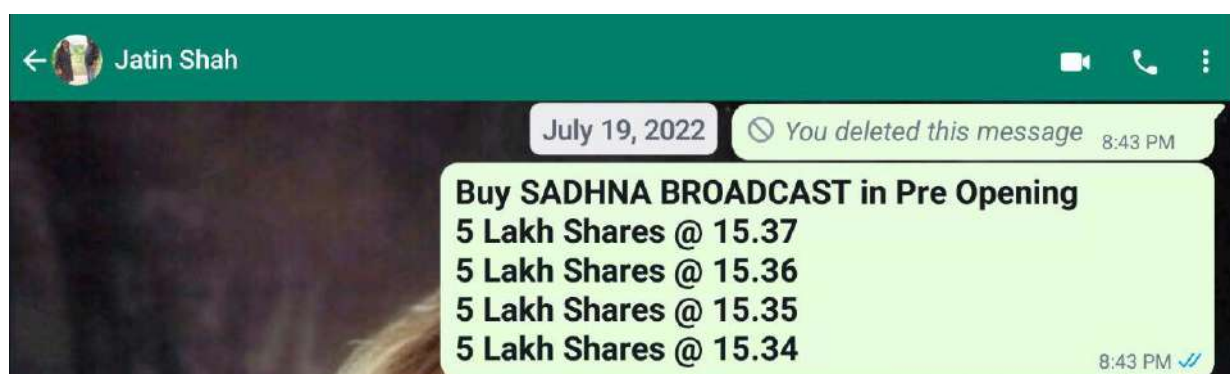 Jatin Shah
July 19, 2022
You deleted this message 8:43 PM
Buy SADHNA BROADCAST in Pre Opening
5 Lakh Shares @ 15.37
5 Lakh Shares @ 15.36
5 Lakh Shares @ 15.35
5 Lakh Shares @ 15.34
8:43 PM